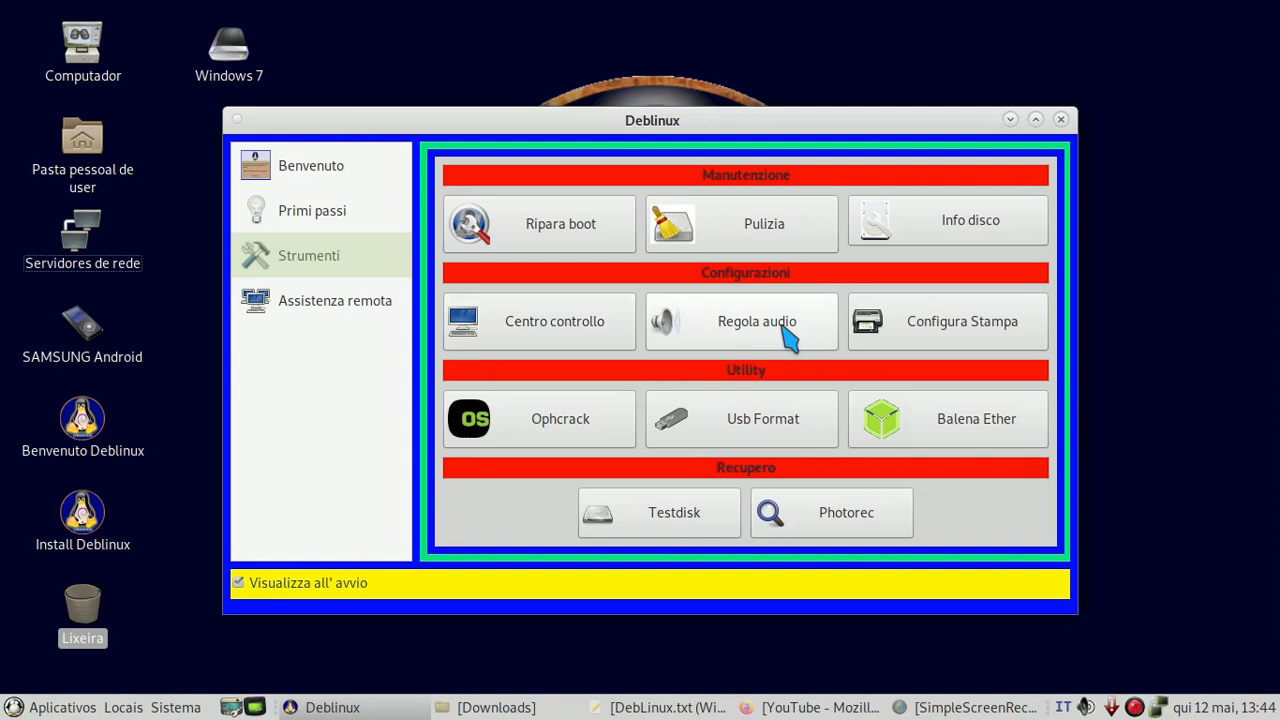 Computador
Windows 7
Pasta pessoal de
user
Servidores de rede
SAMSUNG Android
Benvenuto Deblinux
Install Deblinux
Lixeira
Deblinux
Benvenuto
Primi passi
Strumenti
Assistenza remota
Manutenzione
Ripara boot
Pulizia
Info disco
Configurazioni
Centro controllo
Regola audio
Configura Stampa
Utility
OS
Ophcrack
Usb Format
Balena Ether
Recupero
Testdisk
Photorec
Visualizza all' avvio
Aplicativos Locais Sistema
Deblinux
[Downloads]
[DebLinux.txt (Wi...
[YouTube - Mozill...
[SimpleScreenRec...
IT
qui 12 mai, 13:44